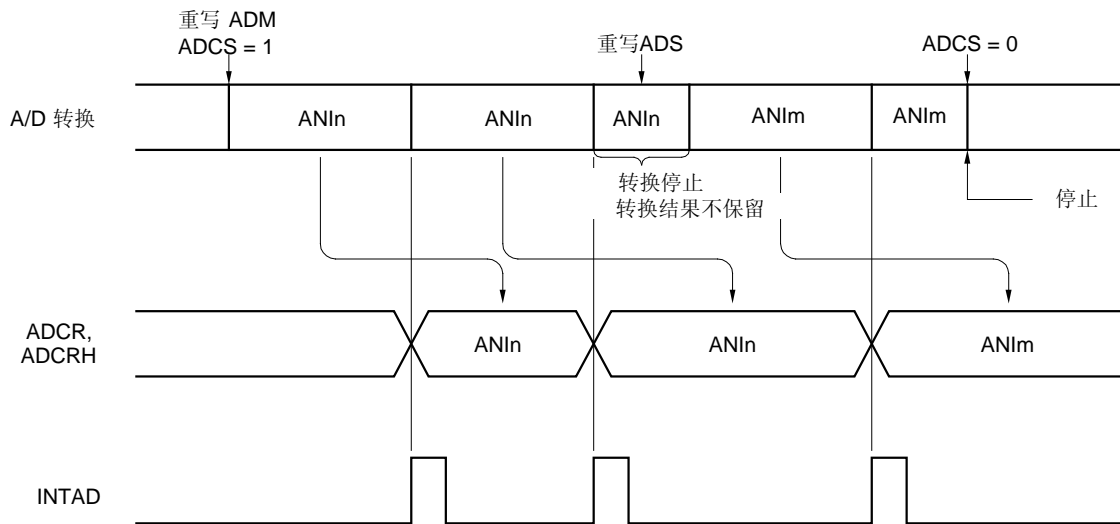 重写 ADM
ADCS = 1
重写ADS
ADCS = 0
A/D 转换
ANIn
ANIn
ANIn
ANIm
ANIm
转换停止
转换结果不保留
停止
ADCR,
ADCRH
ANIn
ANIn
ANIm
INTAD